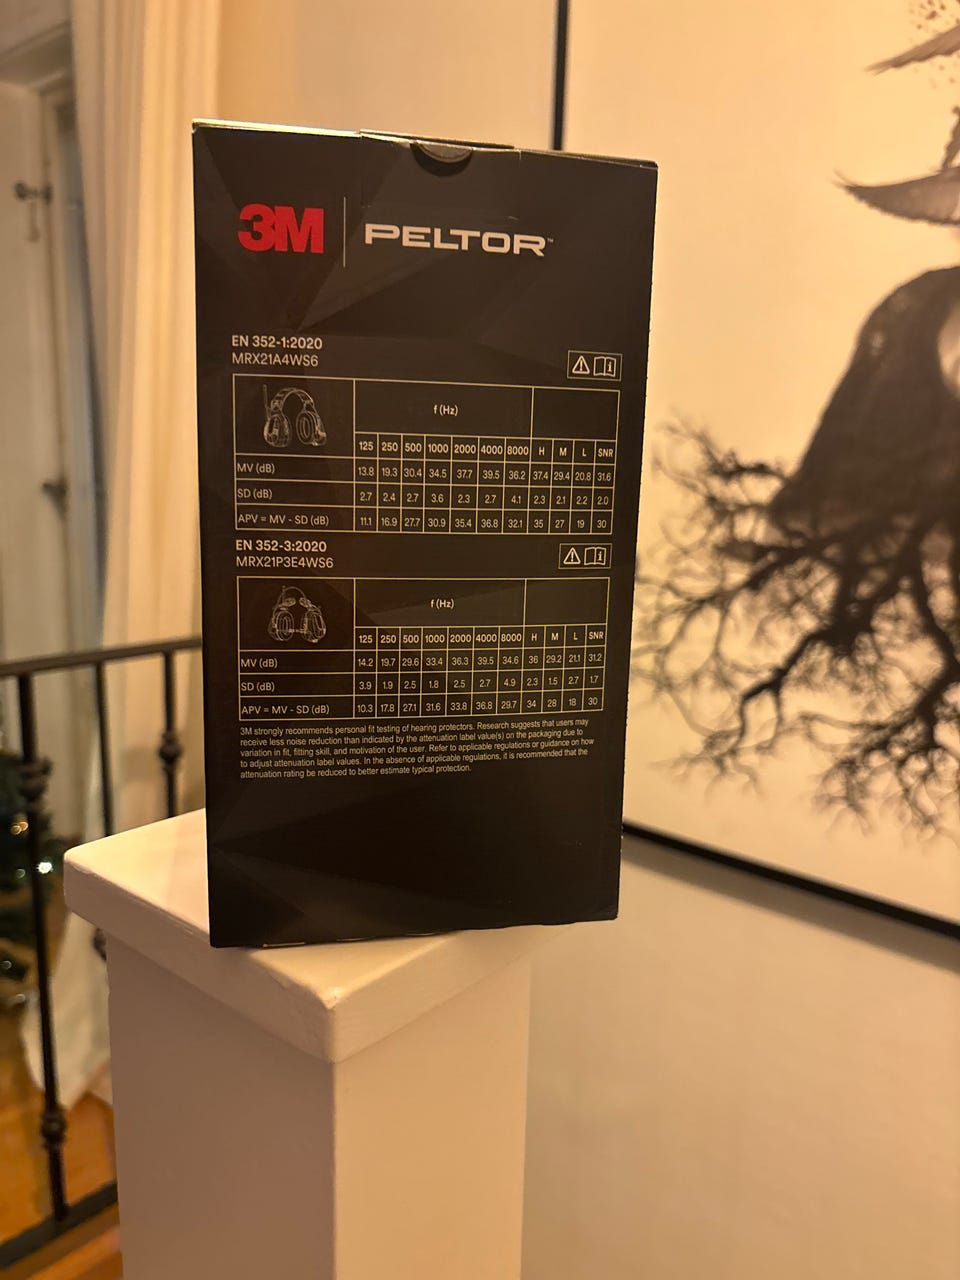 3M PELTOR™
EN 352-1:2020
MRX21A4WS6
f (Hz)
125 250 500 1000 2000 4000 8000 H M L SNR
MV (dB) 13.8 19.3 30.4 34.5 37.7 39.5 36.2 37.4 29.4 20.8 31.6
SD (dB) 2.7 2.4 2.7 3.6 2.3 2.7 4.1 2.3 2.1 2.2 2.0
APV = MV - SD (dB) 11.1 16.9 27.7 30.9 35.4 36.8 32.1 35 27 19 30
EN 352-3:2020
MRX21P3E4WS6
f (Hz)
125 250 500 1000 2000 4000 8000 H M L SNR
MV (dB) 14.2 19.7 29.6 33.4 36.3 39.5 34.6 36 29.2 21.1 31.2
SD (dB) 3.9 1.9 2.5 1.8 2.5 2.7 4.9 2.3 1.5 2.7 1.7
APV = MV - SD (dB) 10.3 17.8 27.1 31.6 33.8 36.8 29.7 34 28 18 30
3M strongly recommends personal fit testing of hearing protectors. Research suggests that users may
receive less noise reduction than indicated by the attenuation label value(s) on the packaging due to
variation in fit, fitting skill, and motivation of the user. Refer to applicable regulations or guidance on how
to adjust attenuation label values. In the absence of applicable regulations, it is recommended that the
attenuation rating be reduced to better estimate typical protection.